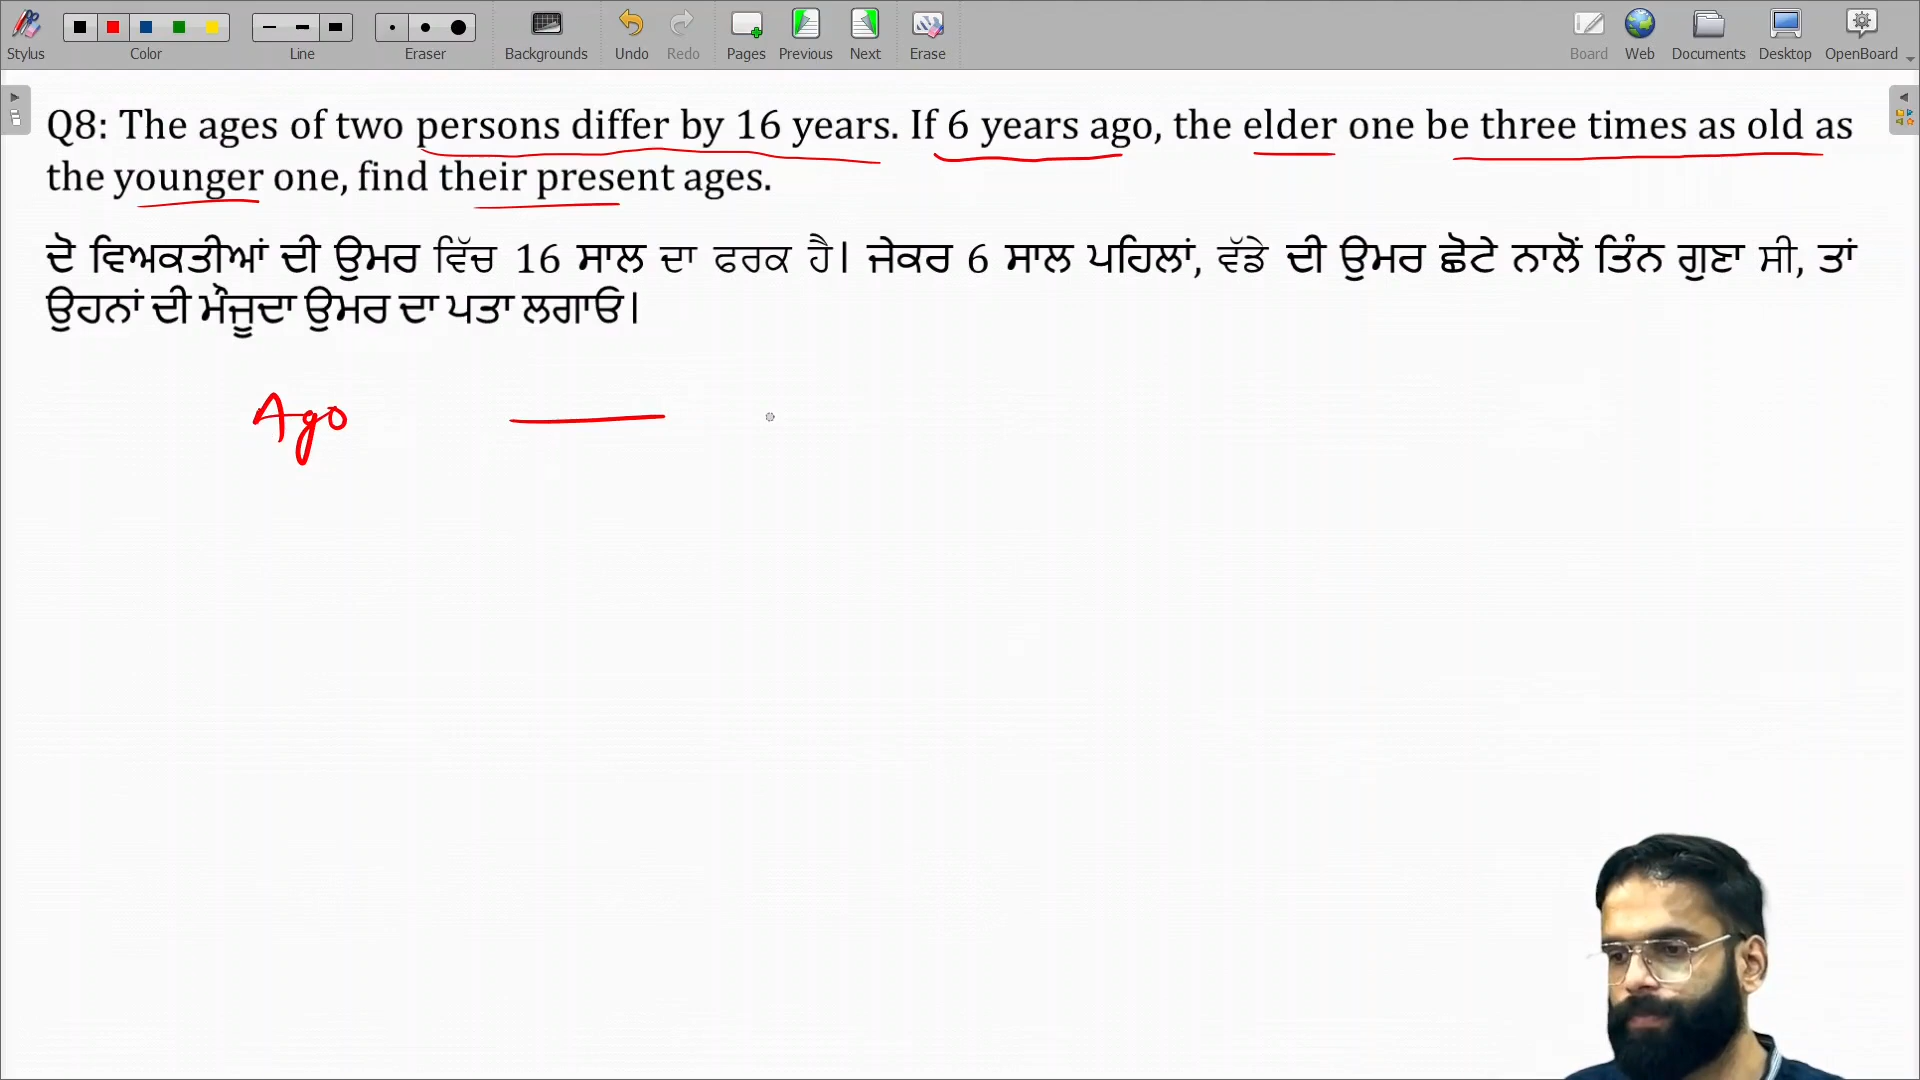 Stylus Color Line Eraser Backgrounds Undo Redo Pages Previous Next Erase Board Web Documents Desktop OpenBoard
Q8: The ages of two persons differ by 16 years. If 6 years ago, the elder one be three times as old as
the younger one, find their present ages.
ਦੋ ਵਿਅਕਤੀਆਂ ਦੀ ਉਮਰ ਵਿੱਚ 16 ਸਾਲ ਦਾ ਫਰਕ ਹੈ। ਜੇਕਰ 6 ਸਾਲ ਪਹਿਲਾਂ, ਵੱਡੇ ਦੀ ਉਮਰ ਛੋਟੇ ਨਾਲੋਂ ਤਿੰਨ ਗੁਣਾ ਸੀ, ਤਾਂ
ਉਹਨਾਂ ਦੀ ਮੌਜੂਦਾ ਉਮਰ ਦਾ ਪਤਾ ਲਗਾਓ।
Ago